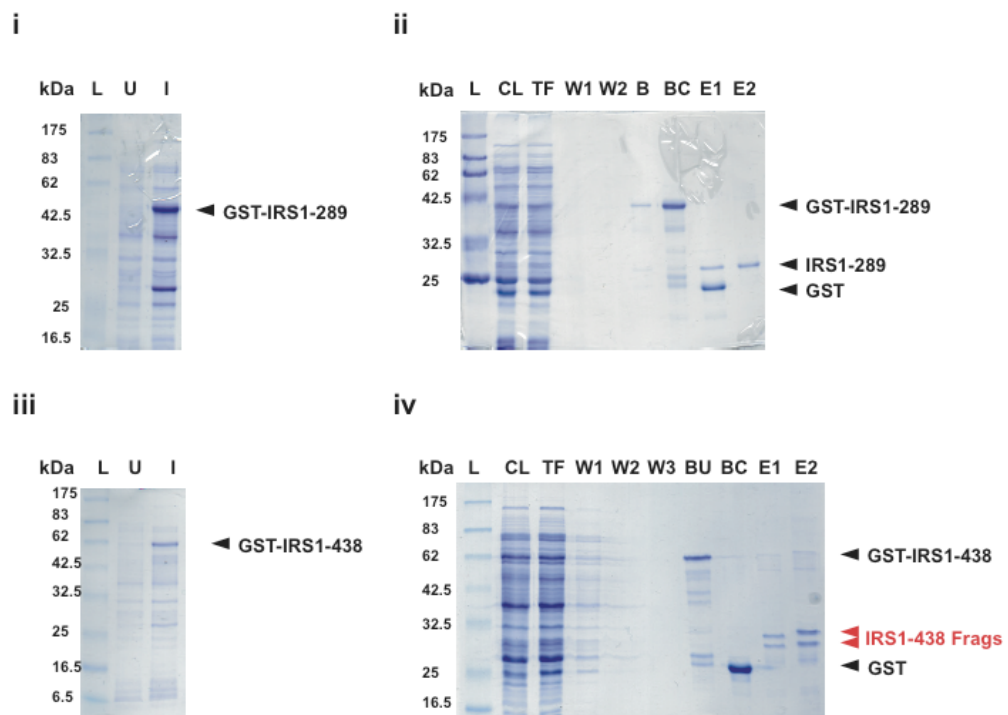 i
kDa L U I
175
83
62
42.5
32.5
25
16.5
GST-IRS1-289
ii
kDa L CL TF W1 W2 B BC E1 E2
175
83
62
42.5
32.5
25
GST-IRS1-289
IRS1-289
GST
iii
kDa L U I
175
83
62
42.5
32.5
25
16.5
6.5
GST-IRS1-438
iv
kDa L CL TF W1 W2 W3 BU BC E1 E2
175
83
62
42.5
32.5
25
16.5
GST-IRS1-438
IRS1-438 Frags
GST